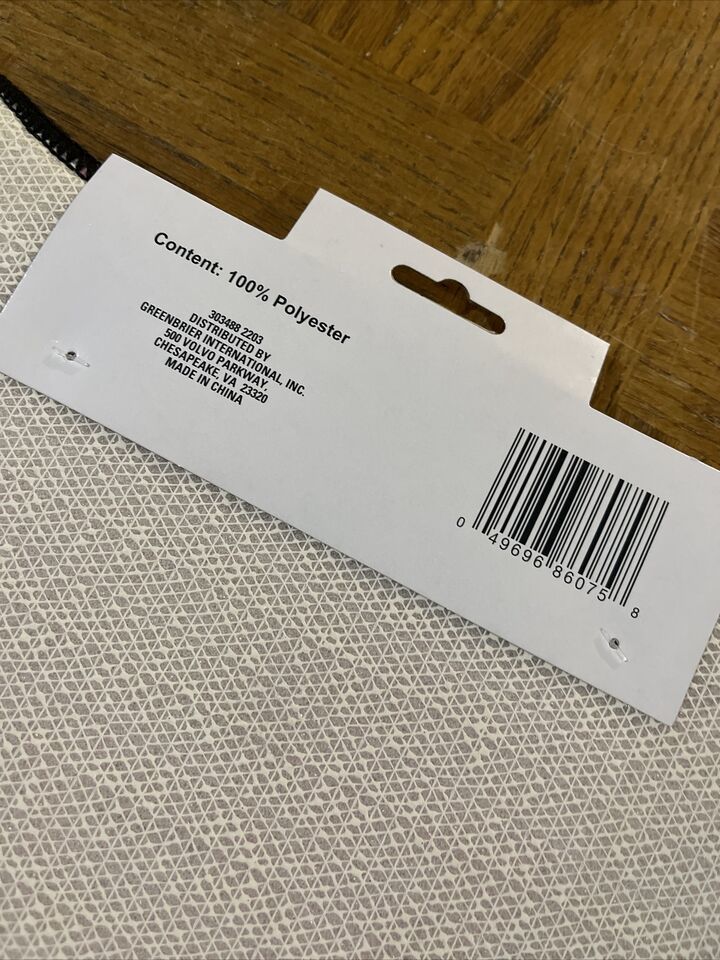 Content: 100% Polyester
303488 2203
DISTRIBUTED BY
GREENBRIER INTERNATIONAL, INC.
500 VOLVO PARKWAY,
CHESAPEAKE, VA 23320
MADE IN CHINA
0 49696 86075 8